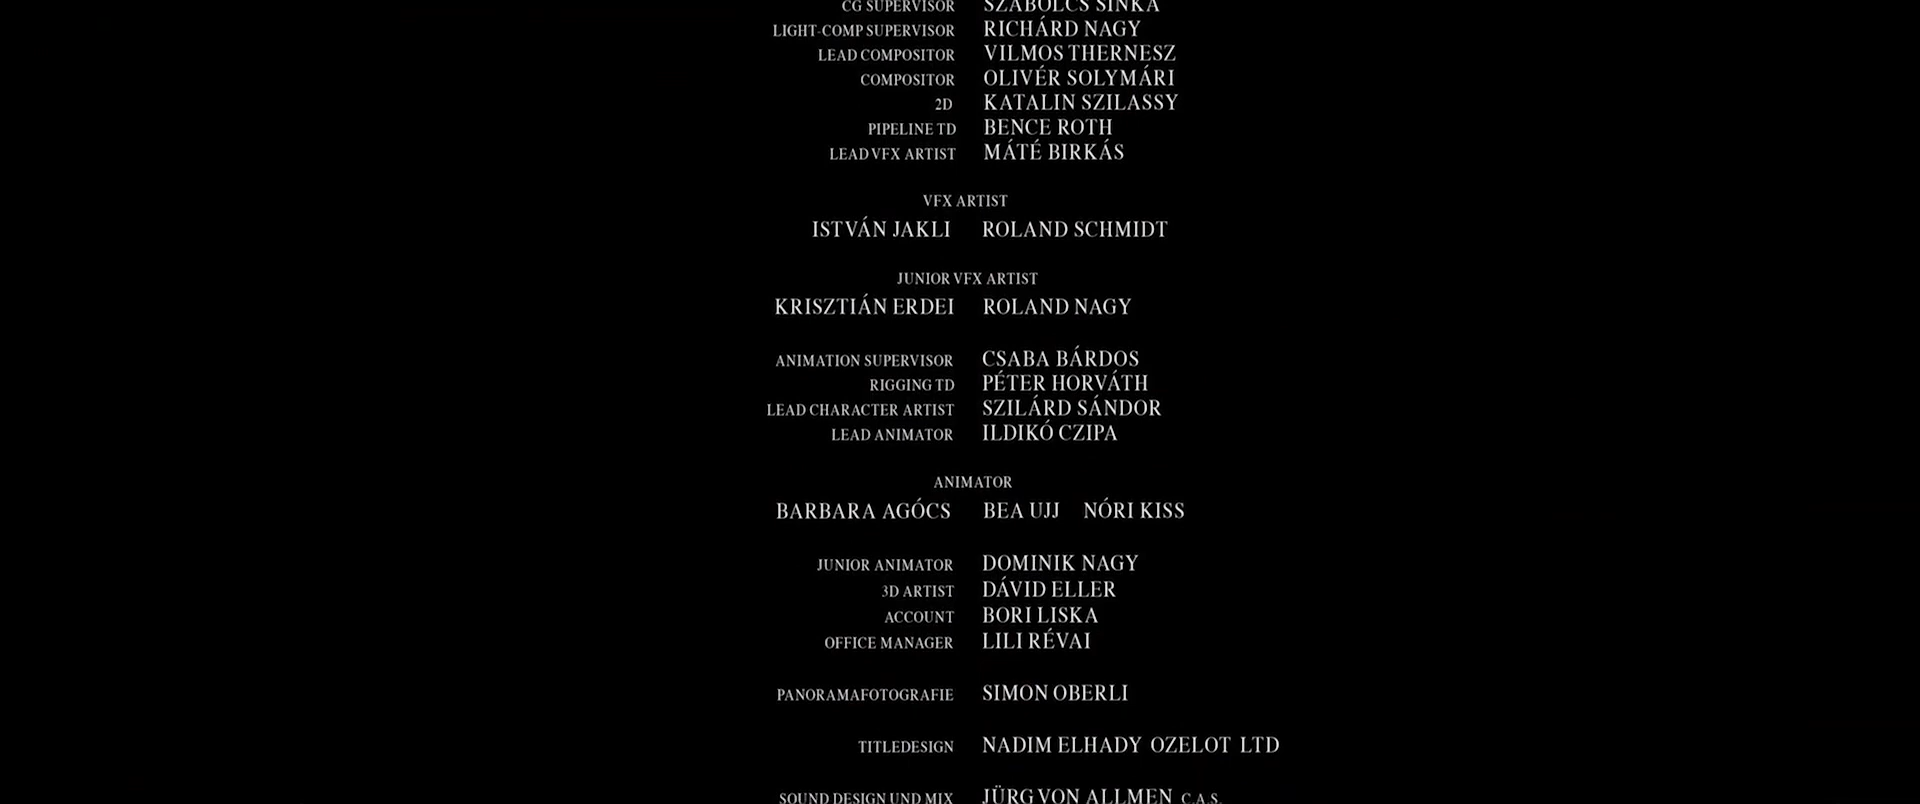 CG SUPERVISOR SZABOLCS SINKA
LIGHT-COMP SUPERVISOR RICHÁRD NAGY
LEAD COMPOSITOR VILMOS THERNESZ
COMPOSITOR OLIVÉR SOLYMÁRI
2D KATALIN SZILASSY
PIPELINE TD BENCE ROTH
LEAD VFX ARTIST MÁTÉ BIRKÁS
VFX ARTIST
ISTVÁN JAKLI ROLAND SCHMIDT
JUNIOR VFX ARTIST
KRISZTIÁN ERDEI ROLAND NAGY
ANIMATION SUPERVISOR CSABA BÁRDOS
RIGGING TD PÉTER HORVÁTH
LEAD CHARACTER ARTIST SZILÁRD SÁNDOR
LEAD ANIMATOR ILDIKÓ CZIPA
ANIMATOR
BARBARA AGÓCS BEA UJJ NÓRI KISS
JUNIOR ANIMATOR DOMINIK NAGY
3D ARTIST DÁVID ELLER
ACCOUNT BORI LISKA
OFFICE MANAGER LILI RÉVAI
PANORAMAFOTOGRAFIE SIMON OBERLI
TITLEDESIGN NADIM ELHADY OZELOT LTD
SOUND DESIGN UND MIX JÜRG VON ALLMEN C.A.S.